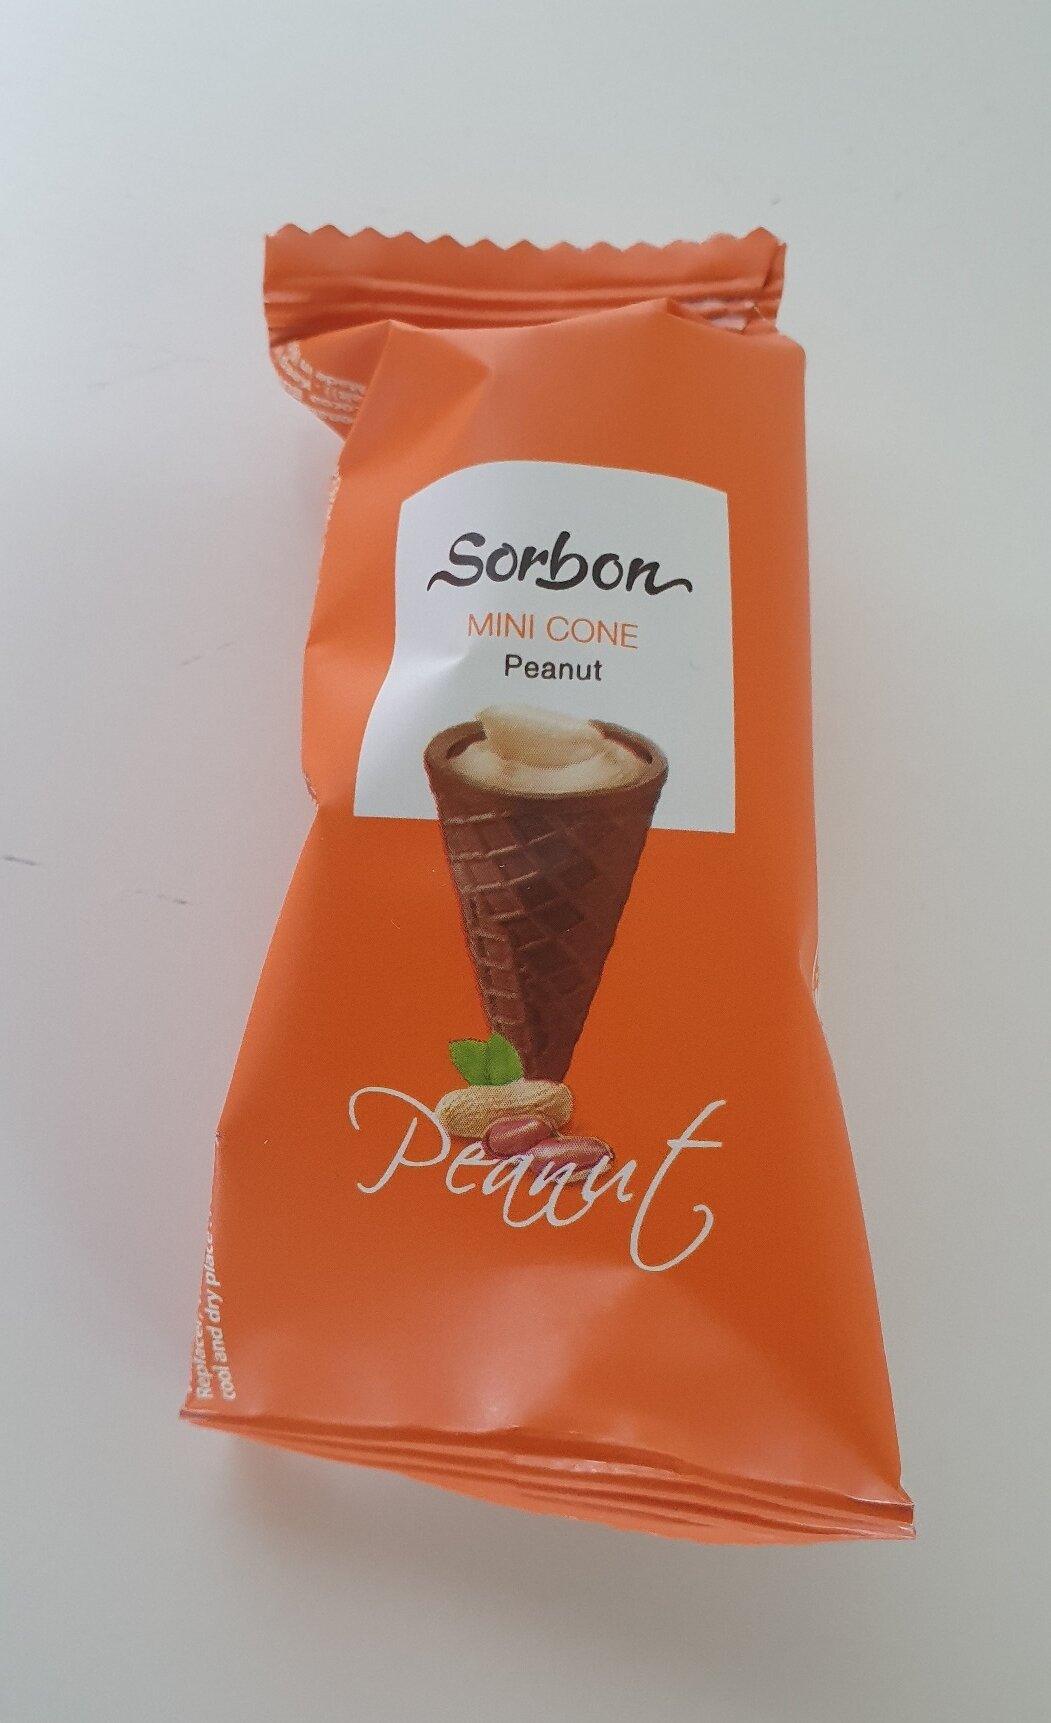 Sorbon
MINI CONE
Peanut
Peanut
cool and dry place